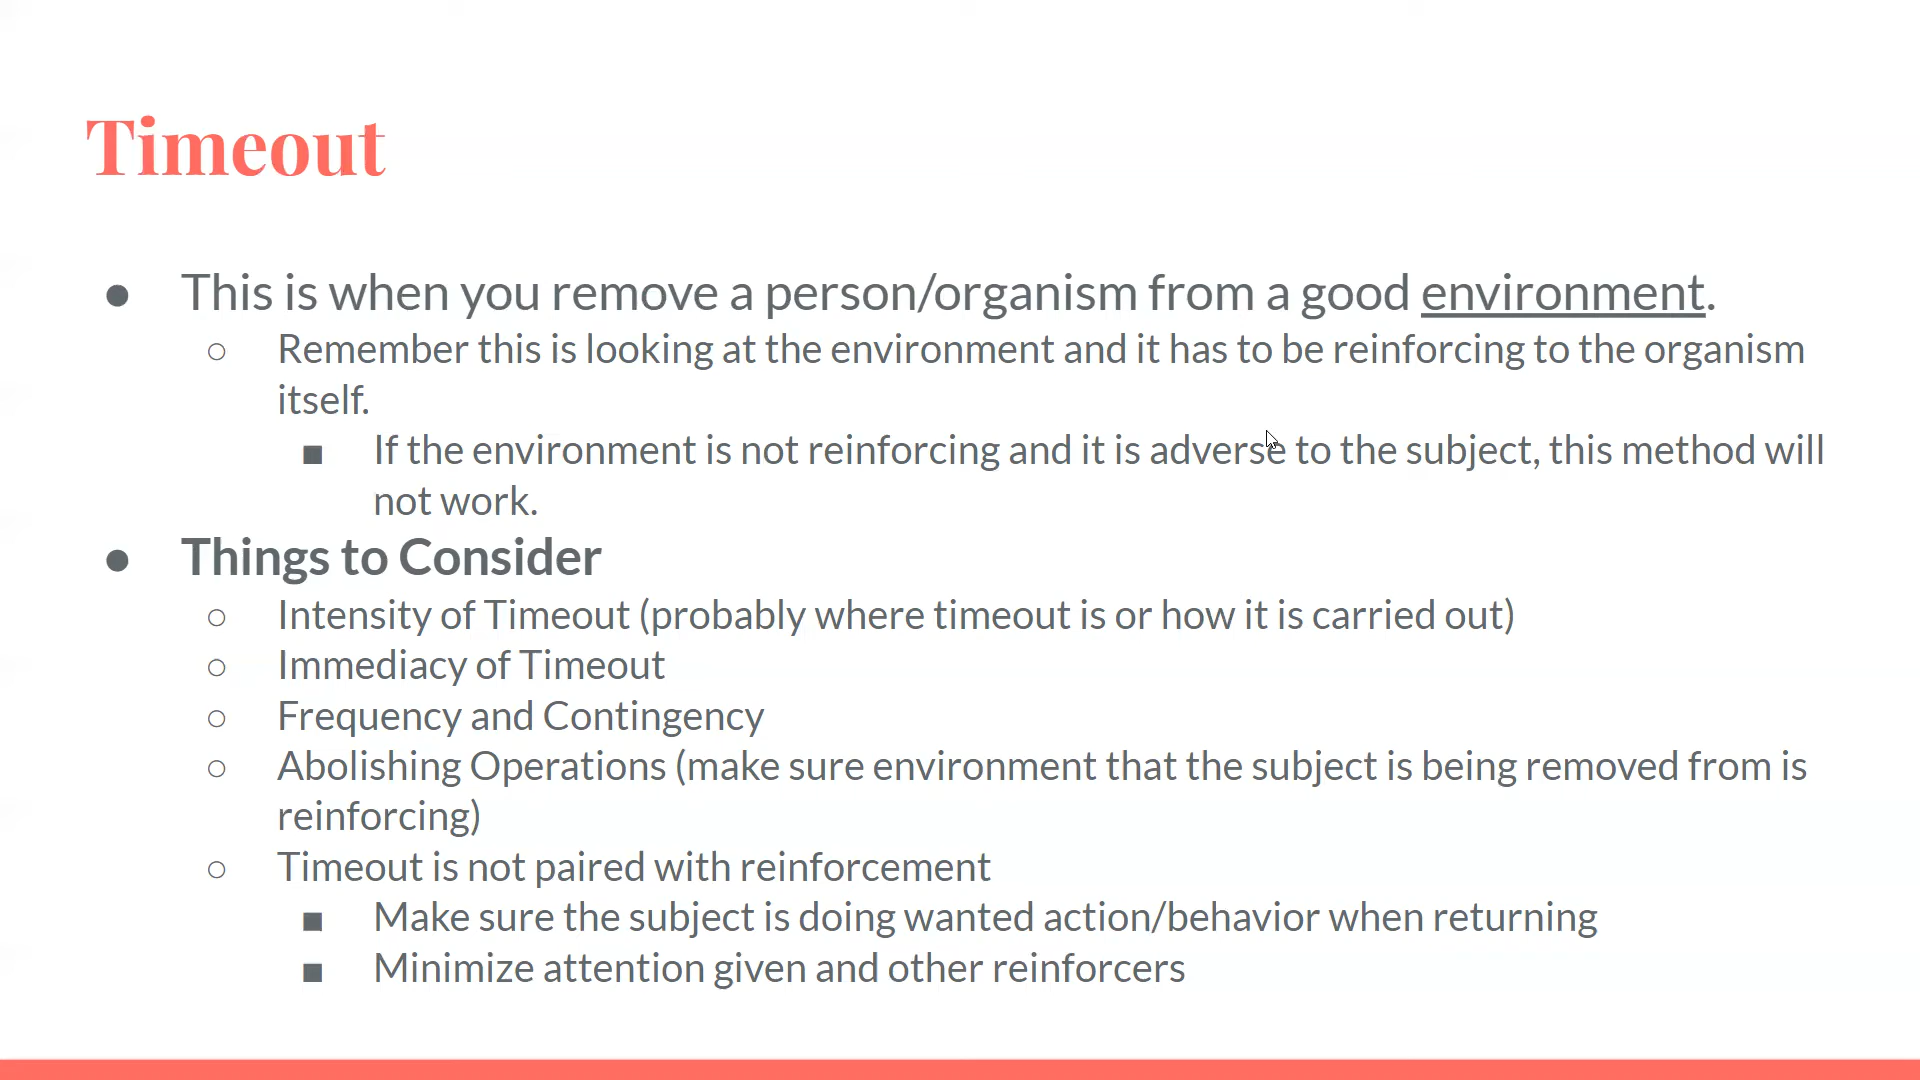 Timeout
● This is when you remove a person/organism from a good environment.
○ Remember this is looking at the environment and it has to be reinforcing to the organism
itself.
■ If the environment is not reinforcing and it is adverse to the subject, this method will
not work.
● Things to Consider
○ Intensity of Timeout (probably where timeout is or how it is carried out)
○ Immediacy of Timeout
○ Frequency and Contingency
○ Abolishing Operations (make sure environment that the subject is being removed from is
reinforcing)
○ Timeout is not paired with reinforcement
■ Make sure the subject is doing wanted action/behavior when returning
■ Minimize attention given and other reinforcers